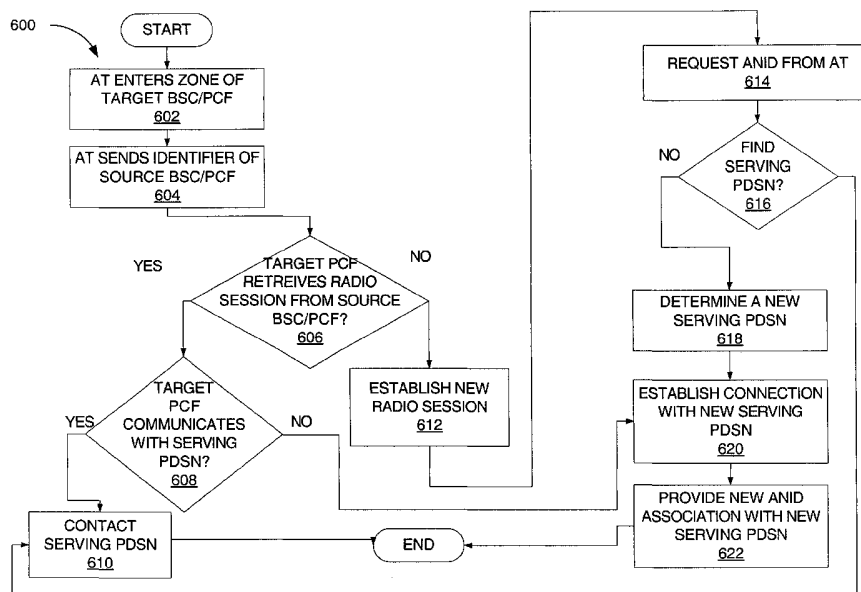 600
START
AT ENTERS ZONE OF
TARGET BSC/PCF
602
AT SENDS IDENTIFIER OF
SOURCE BSC/PCF
604
YES
NO
TARGET PCF
RETREIVES RADIO
SESSION FROM SOURCE
BSC/PCF?
606
YES
NO
TARGET
PCF
COMMUNICATES
WITH SERVING
PDSN?
608
ESTABLISH NEW
RADIO SESSION
612
CONTACT
SERVING PDSN
610
END
REQUEST ANID FROM AT
614
NO
FIND
SERVING
PDSN?
616
DETERMINE A NEW
SERVING PDSN
618
ESTABLISH CONNECTION
WITH NEW SERVING
PDSN
620
PROVIDE NEW ANID
ASSOCIATION WITH NEW
SERVING PDSN
622